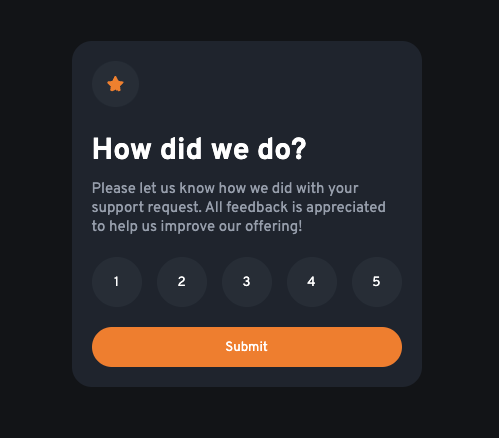 How did we do?
Please let us know how we did with your
support request. All feedback is appreciated
to help us improve our offering!
1 2 3 4 5
Submit